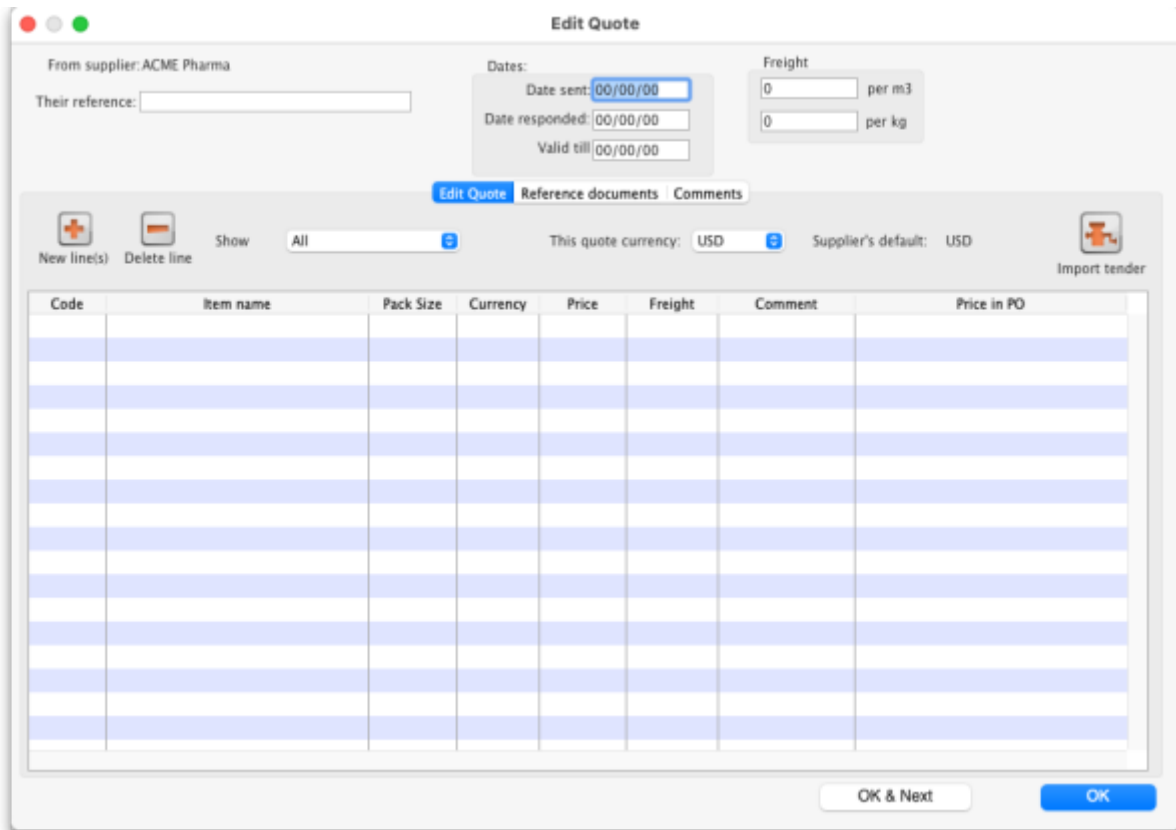 Edit Quote
From supplier: ACME Pharma
Their reference:
Dates:
Date sent: 00/00/00
Date responded: 00/00/00
Valid till 00/00/00
Freight
0 per m3
0 per kg
Edit Quote Reference documents Comments
New line(s) Delete line Show All This quote currency: USD Supplier's default: USD Import tender
Code Item name Pack Size Currency Price Freight Comment Price in PO
OK & Next OK